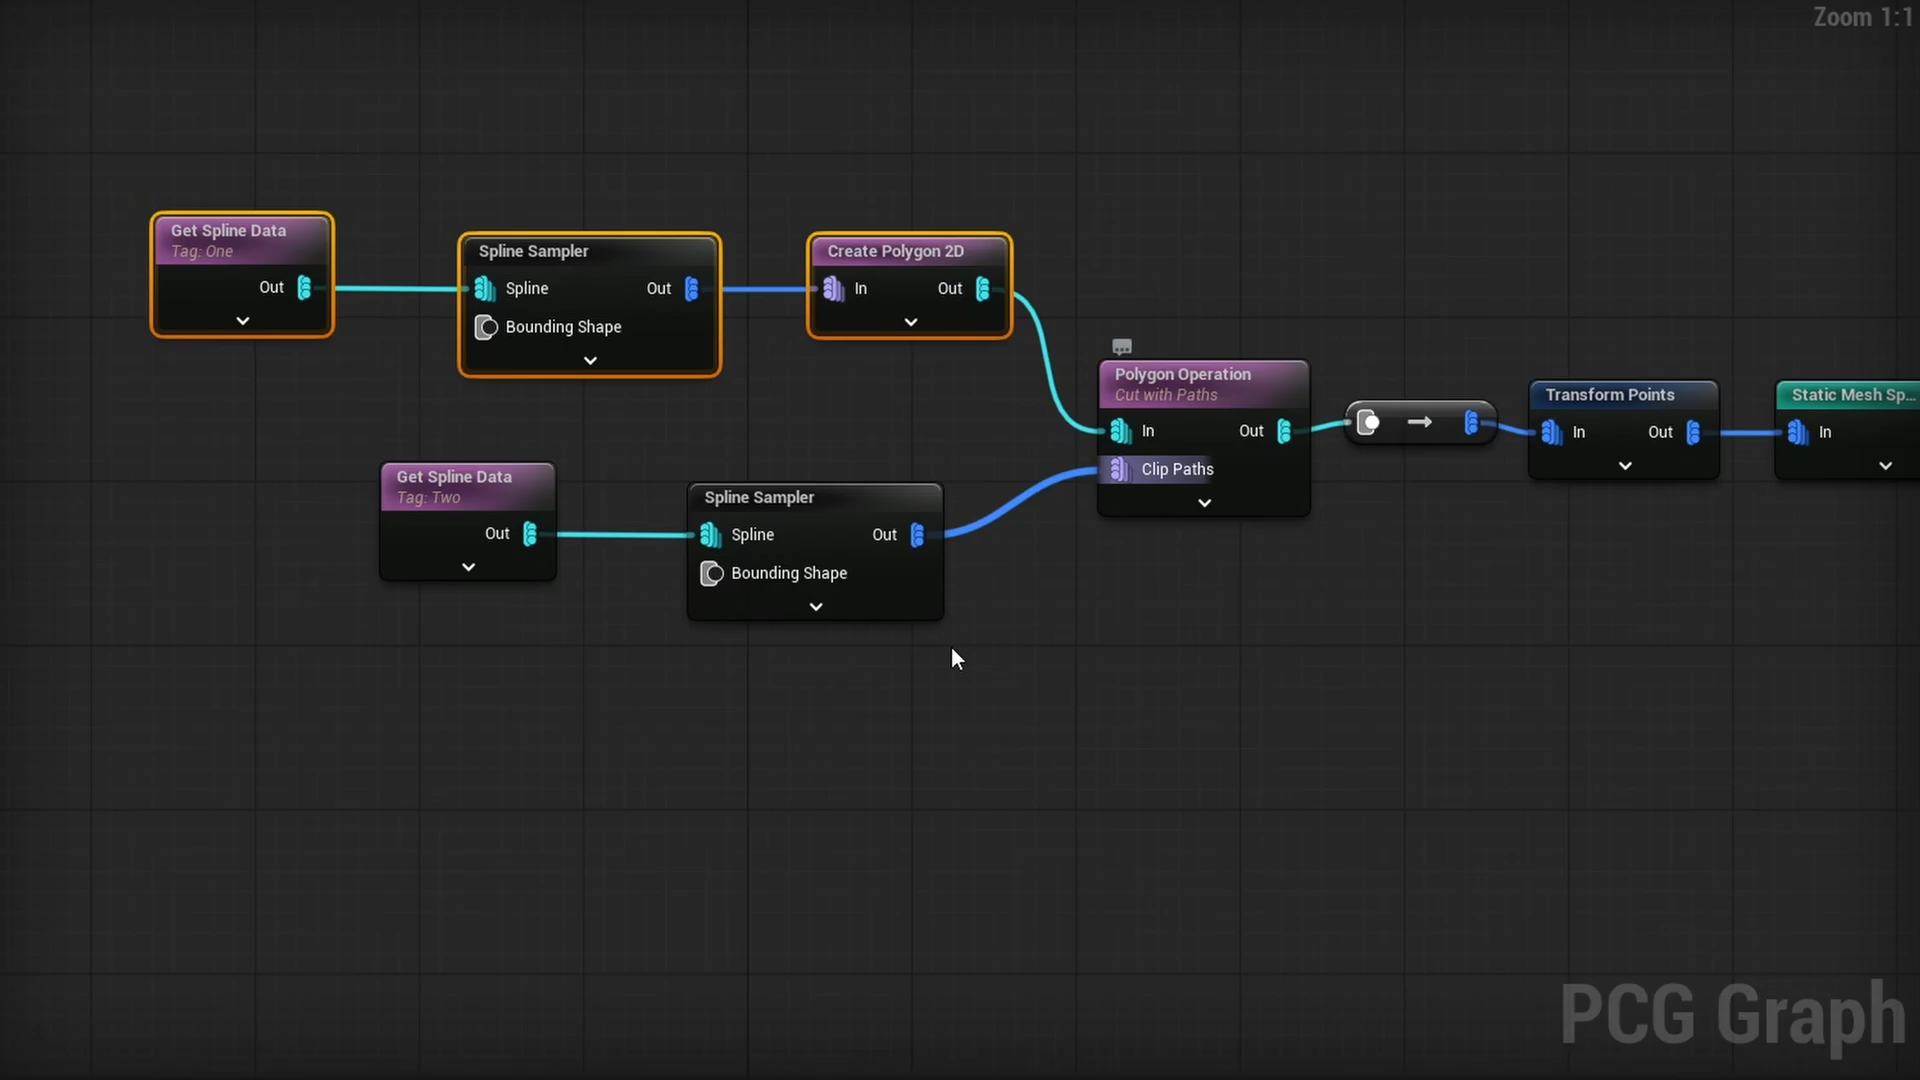 Zoom 1:1
Get Spline Data
Tag: One
Out
Spline Sampler
Spline
Out
Bounding Shape
Create Polygon 2D
In
Out
Polygon Operation
Cut with Paths
In
Out
Clip Paths
Transform Points
In
Out
Static Mesh Sp...
In
Get Spline Data
Tag: Two
Out
Spline Sampler
Spline
Out
Bounding Shape
PCG Graph